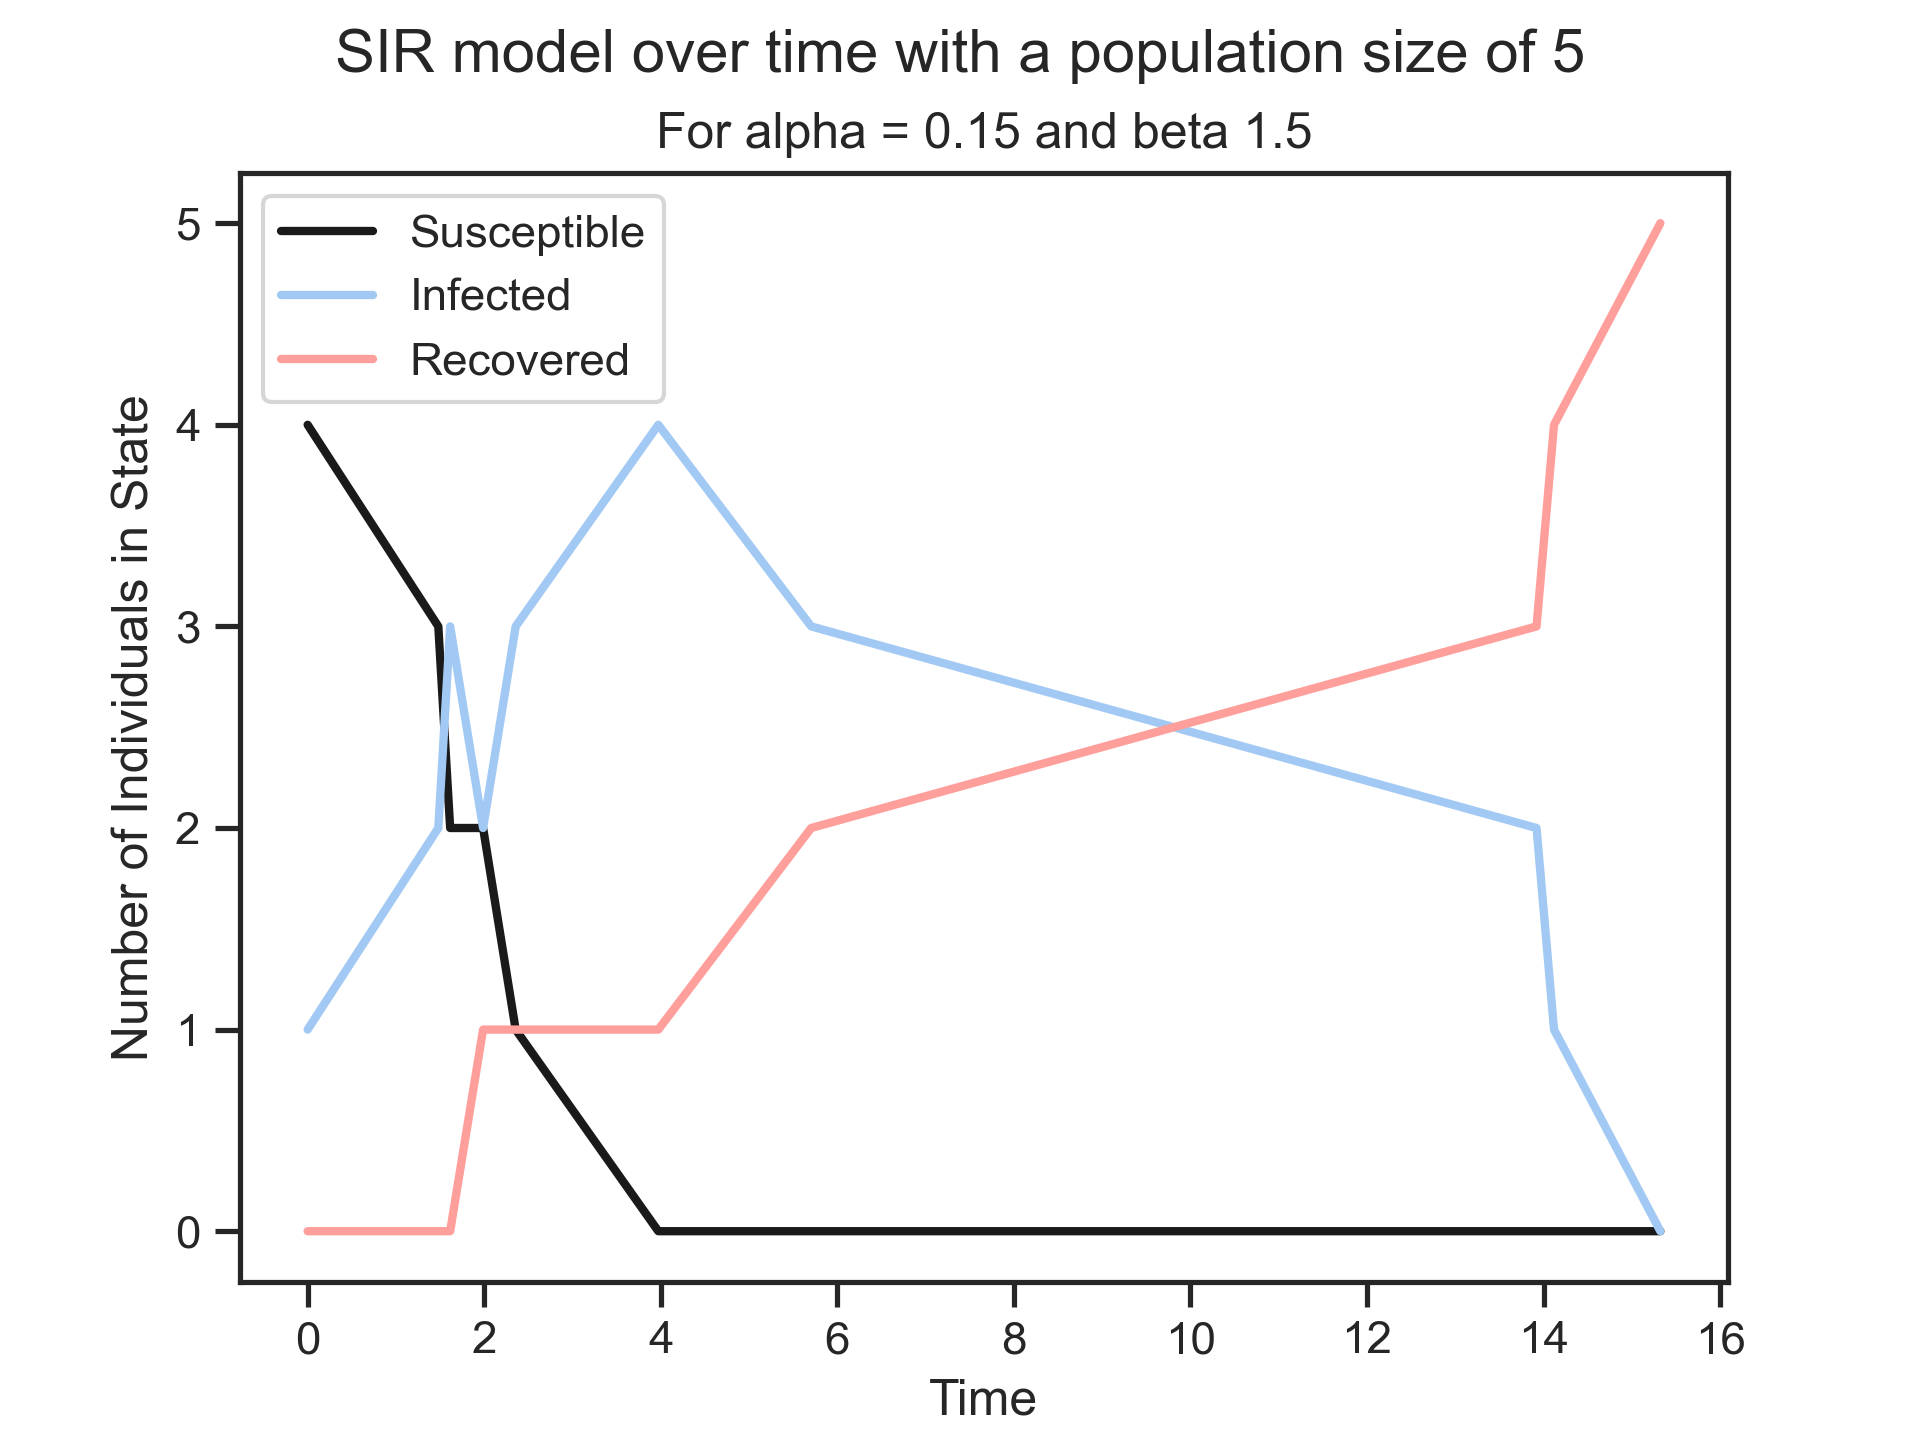 SIR model over time with a population size of 5
For alpha = 0.15 and beta 1.5
Susceptible
Infected
Recovered
Number of Individuals in State
5
4
3
2
1
0
0 2 4 6 8 10 12 14 16
Time